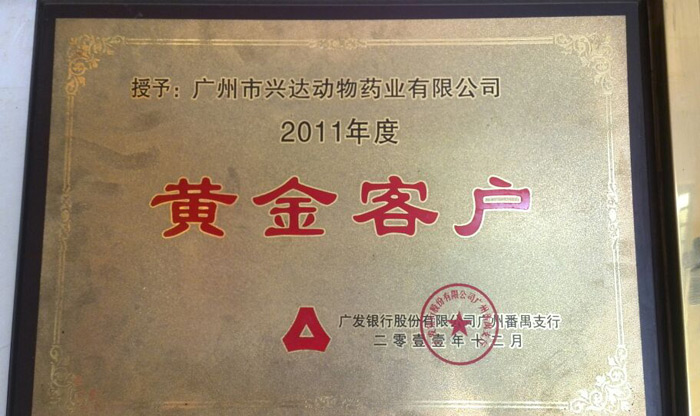 授予：广州市兴达动物药业有限公司
2011年度
黄金客户
广发银行股份有限公司广州番禺支行
二零壹壹年十二月